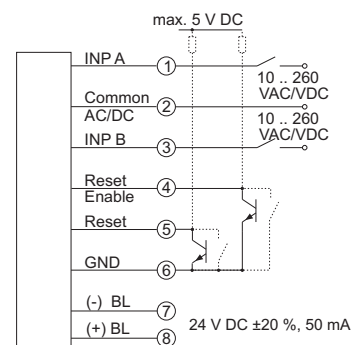 max. 5 V DC
INP A
1
10 .. 260
VAC/VDC
Common
AC/DC
2
10 .. 260
VAC/VDC
INP B
3
Reset
Enable
4
Reset
5
GND
6
(-) BL
7
24 V DC ±20 %, 50 mA
(+) BL
8